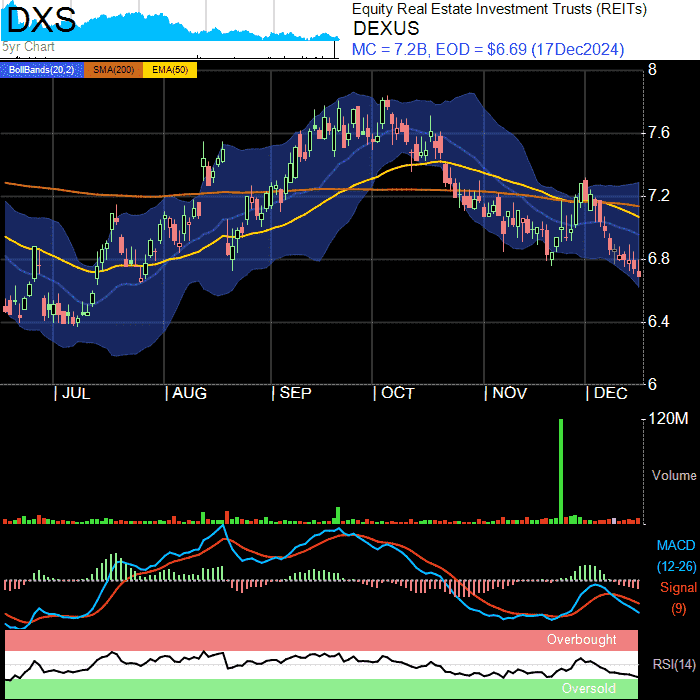 DXS
Equity Real Estate Investment Trusts (REITs)
DEXUS
5yr Chart
MC = 7.2B, EOD = $6.69 (17Dec2024)
BollBands(20,2) SMA(200) EMA(50)
8
7.6
7.2
6.8
6.4
6
| JUL | AUG | SEP | OCT | NOV | DEC
120M
Volume
MACD
(12-26)
Signal
(9)
Overbought
RSI(14)
Oversold